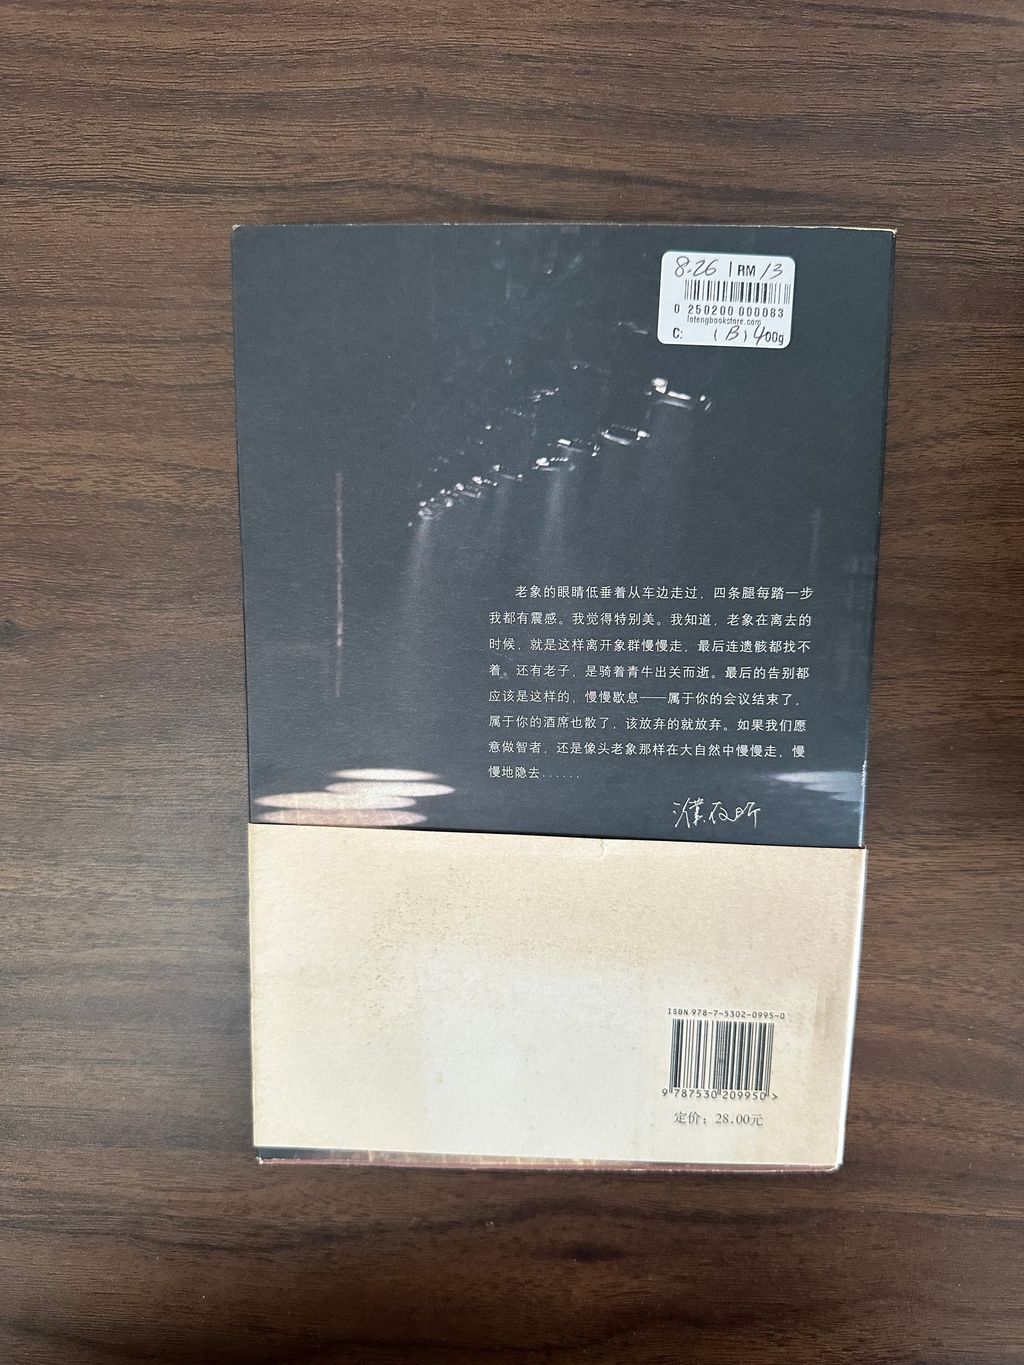 8.26 | RM 13
0 250200 000083
lotengbookstore.com
C: (B) 400g
老象的眼睛低垂着从车边走过，四条腿每踏一步
我都有震感。我觉得特别美。我知道，老象在离去的
时候，就是这样离开象群慢慢走，最后连遗骸都找不
着。还有老子，是骑着青牛出关而逝。最后的告别都
应该是这样的，慢慢歇息——属于你的会议结束了，
属于你的酒席也散了，该放弃的就放弃。如果我们愿
意做智者，还是像头老象那样在大自然中慢慢走，慢
慢地隐去......
濮存昕
ISBN 978-7-5302-0995-0
9 787530 209950 >
定价：28.00元